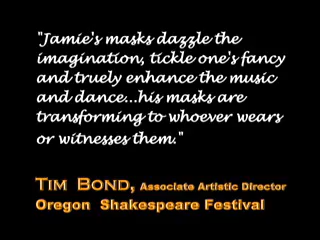 "Jamie's masks dazzle the
imagination, tickle one's fancy
and truely enhance the music
and dance...his masks are
transforming to whoever wears
or witnesses them."
Tim Bond, Associate Artistic Director
Oregon Shakespeare Festival